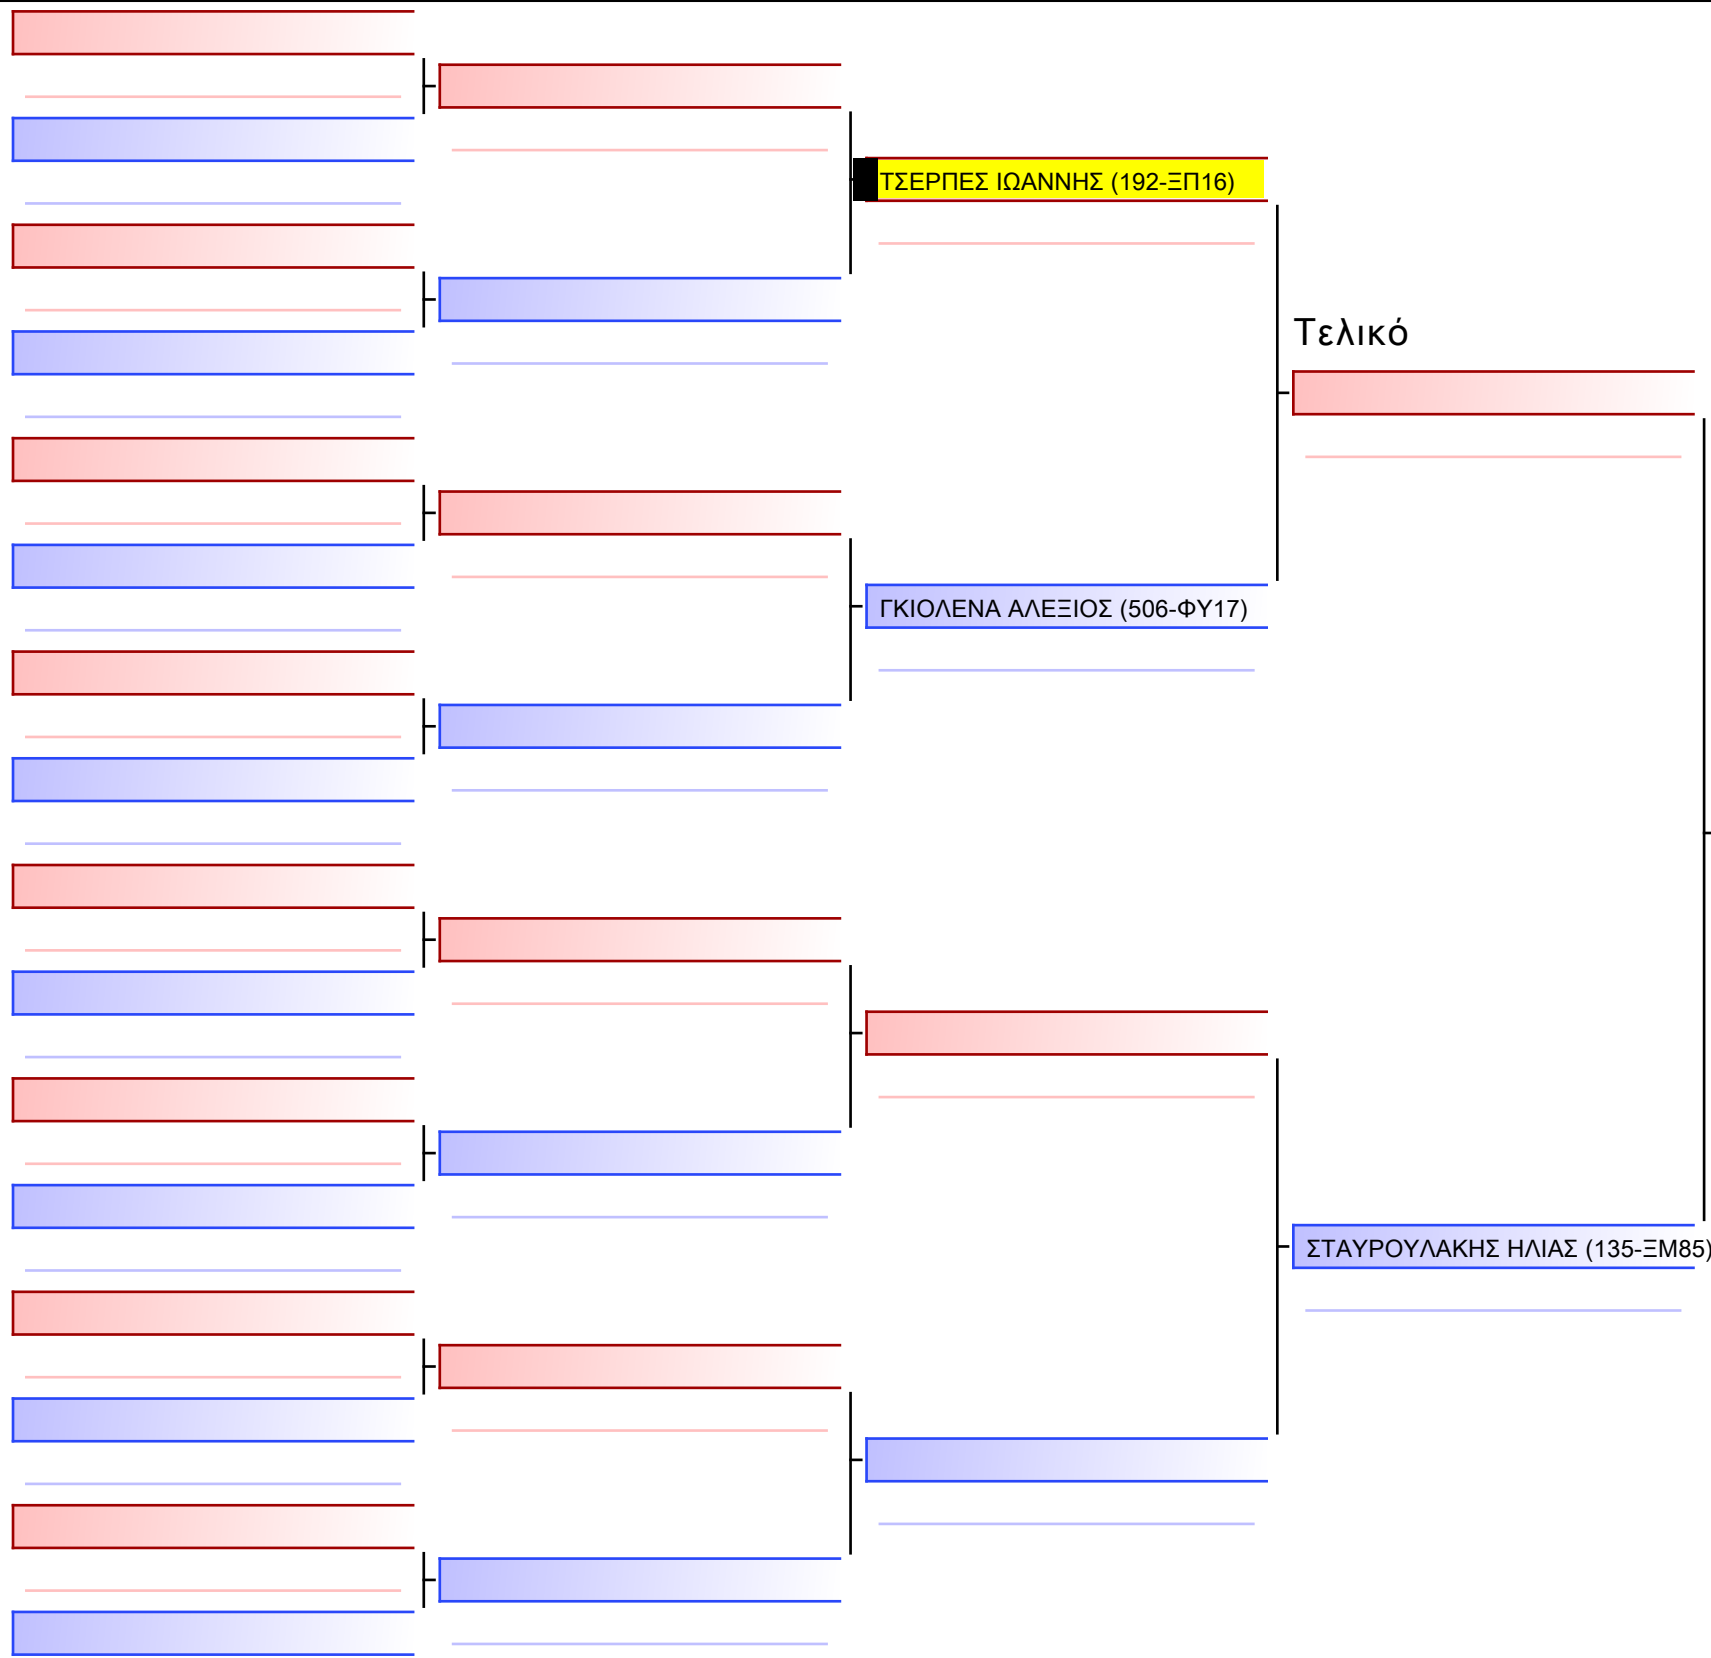 ΤΣΕΡΠΕΣ ΙΩΑΝΝΗΣ (192-ΞΠ16)
Τελικό
ΓΚΙΟΛΕΝΑ ΑΛΕΞΙΟΣ (506-ΦΥ17)
ΣΤΑΥΡΟΥΛΑΚΗΣ ΗΛΙΑΣ (135-ΞΜ85)